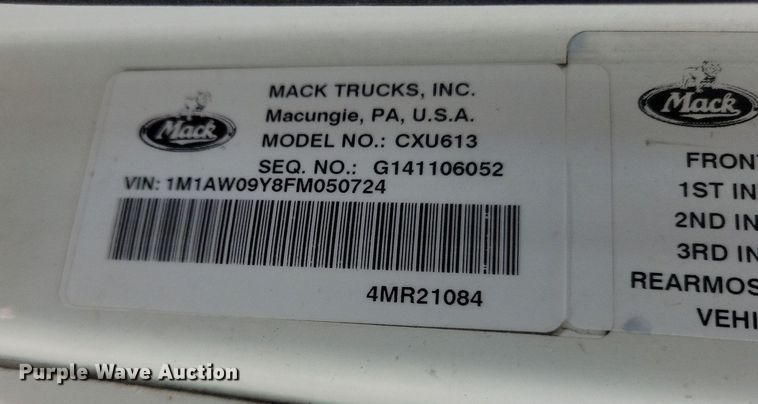 Mack
MACK TRUCKS, INC.
Macungie, PA, U.S.A.
MODEL NO.: CXU613
SEQ. NO.: G141106052
VIN: 1M1AW09Y8FM050724
4MR21084
Mack
FRON
1ST IN
2ND IN
3RD IN
REARMOS
VEHI
Purple Wave Auction